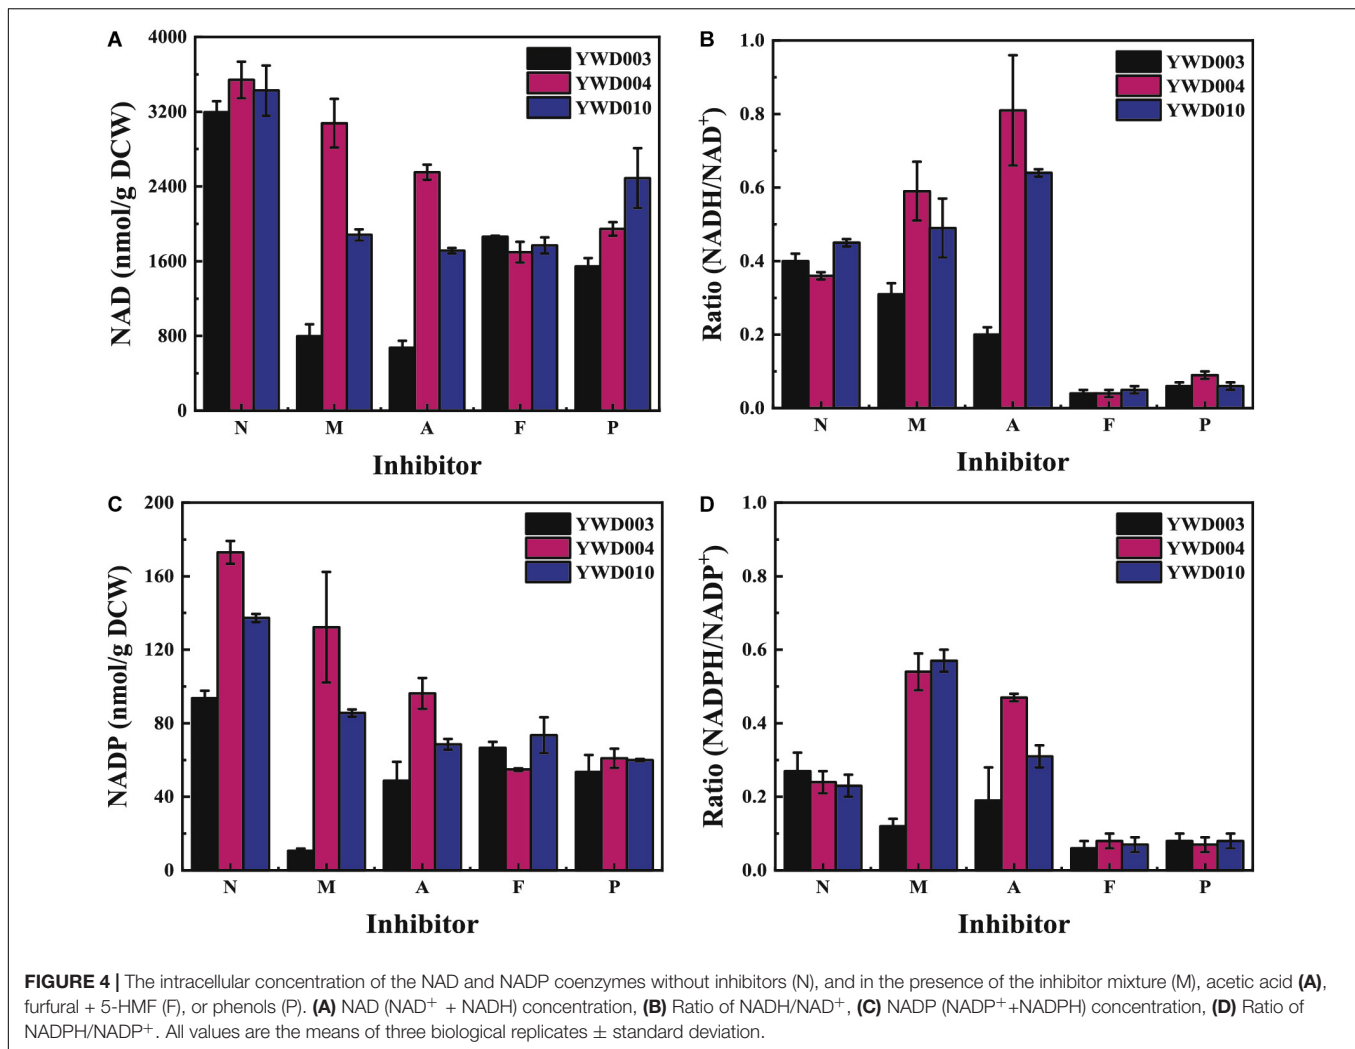 A
4000
3200
2400
1600
800
0
NAD (nmol/g DCW)
YWD003
YWD004
YWD010
N M A F P
Inhibitor
B
1.0
0.8
0.6
0.4
0.2
0.0
Ratio (NADH/NAD+)
YWD003
YWD004
YWD010
N M A F P
Inhibitor
C
200
160
120
80
40
0
NADP (nmol/g DCW)
YWD003
YWD004
YWD010
N M A F P
Inhibitor
D
1.0
0.8
0.6
0.4
0.2
0.0
Ratio (NADPH/NADP+)
YWD003
YWD004
YWD010
N M A F P
Inhibitor
FIGURE 4 | The intracellular concentration of the NAD and NADP coenzymes without inhibitors (N), and in the presence of the inhibitor mixture (M), acetic acid (A),
furfural + 5-HMF (F), or phenols (P). (A) NAD (NAD+ + NADH) concentration, (B) Ratio of NADH/NAD+, (C) NADP (NADP++NADPH) concentration, (D) Ratio of
NADPH/NADP+. All values are the means of three biological replicates ± standard deviation.